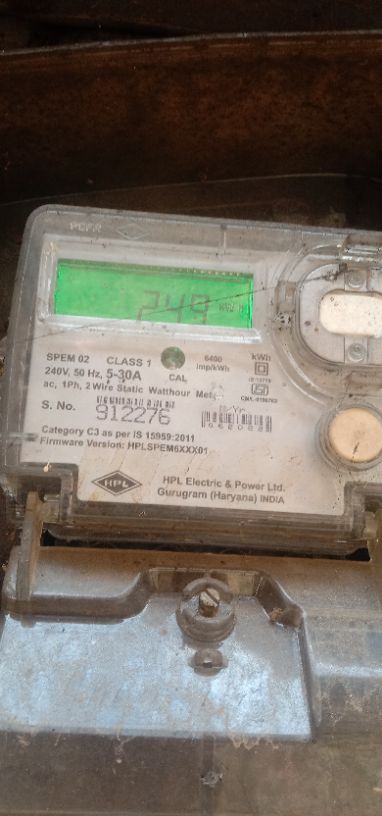 249
SPEM 02 CLASS 1 6400 kWh
240V, 50 Hz, 5-30A CAL imp/kWh
ac, 1Ph, 2 Wire Static Watthour
S. No. 912276
Category C3 as per IS 15959:2011
Firmware Version: HPLSPEM6XXX01
HPL HPL Electric & Power Ltd.
Gurugram (Haryana) INDIA